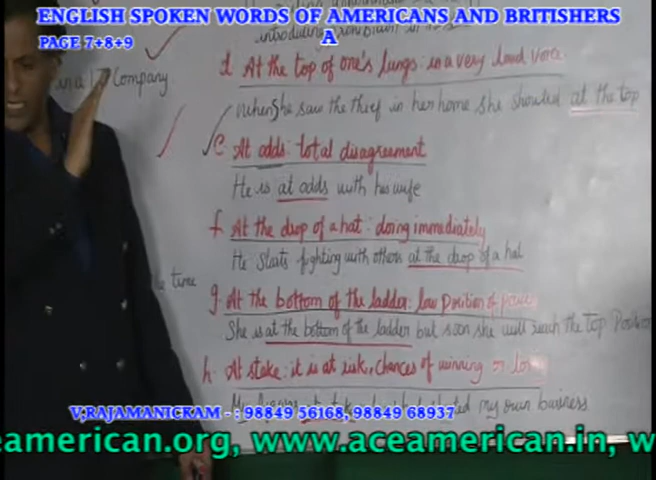 ENGLISH SPOKEN WORDS OF AMERICANS AND BRITISHERS
A
PAGE 7+8+9
in a Company
d At the top of one's lungs: in a very loud voice
When she saw the thief in her home she shouted at the top
e At adds: total disagreement
He is at adds with his wife
f At the drop of a hat: doing immediately
He starts fighting with others at the drop of a hat
time
g At the bottom of the ladder: low Position of
She is at the bottom of the ladder but soon she will reach the top Position
h. At stake: it is at risk, chances of winning or
my own business
V,RAJAMANICKAM - : 98849 56168, 98849 68937
american.org, www.aceamerican.in, w